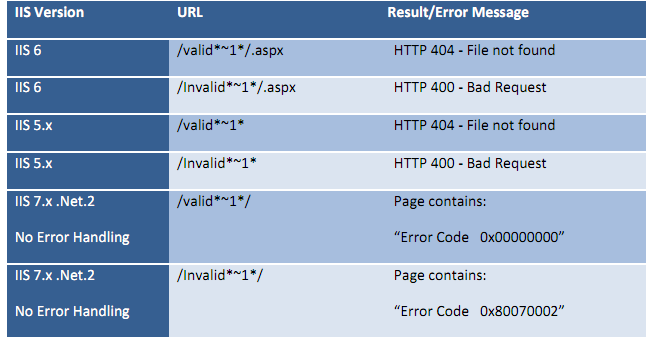 IIS Version URL Result/Error Message
IIS 6 /valid*~1*/.aspx HTTP 404 - File not found
IIS 6 /Invalid*~1*/.aspx HTTP 400 - Bad Request
IIS 5.x /valid*~1* HTTP 404 - File not found
IIS 5.x /Invalid*~1* HTTP 400 - Bad Request
IIS 7.x .Net.2 /valid*~1*/ Page contains:
No Error Handling “Error Code 0x00000000”
IIS 7.x .Net.2 /Invalid*~1*/ Page contains:
No Error Handling “Error Code 0x80070002”